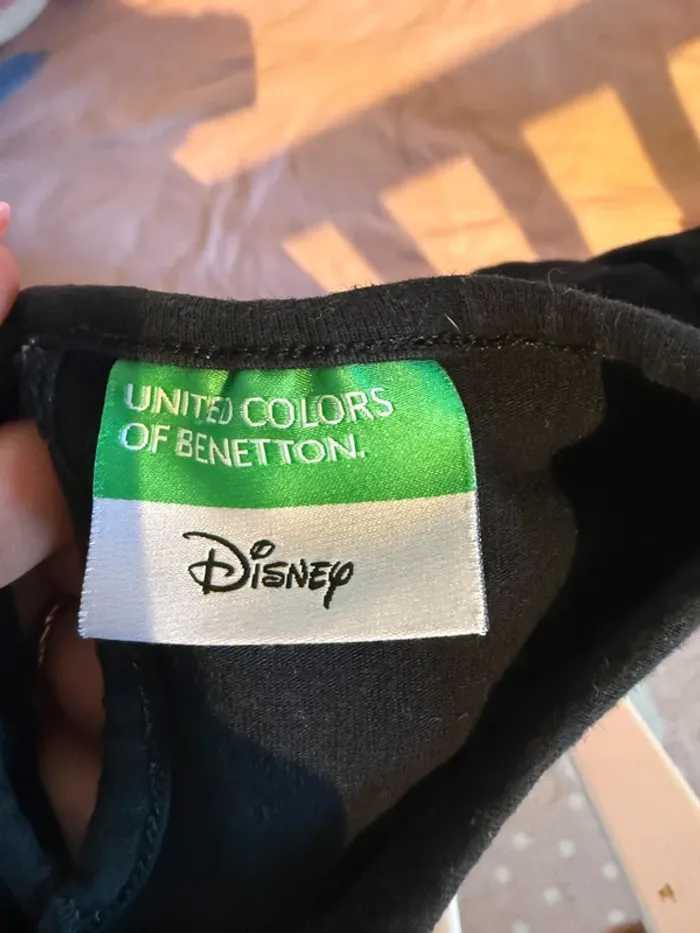 UNITED COLORS
OF BENETTON.
Disney